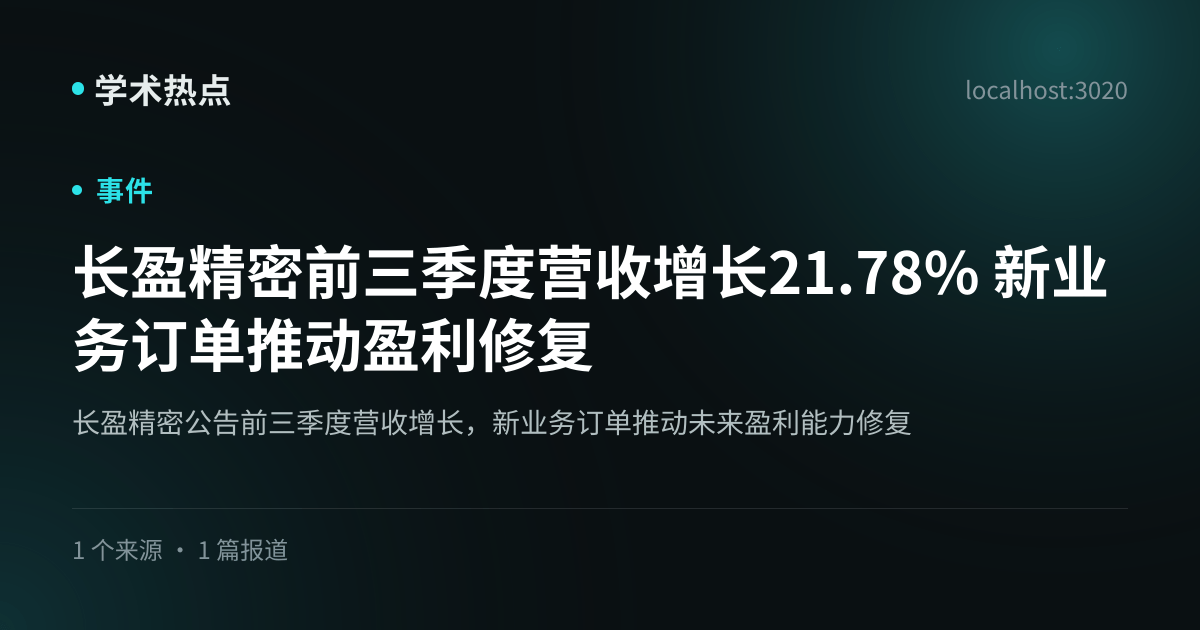 学术热点
localhost:3020
事件
长盈精密前三季度营收增长21.78% 新业
务订单推动盈利修复
长盈精密公告前三季度营收增长，新业务订单推动未来盈利能力修复
1 个来源 · 1 篇报道